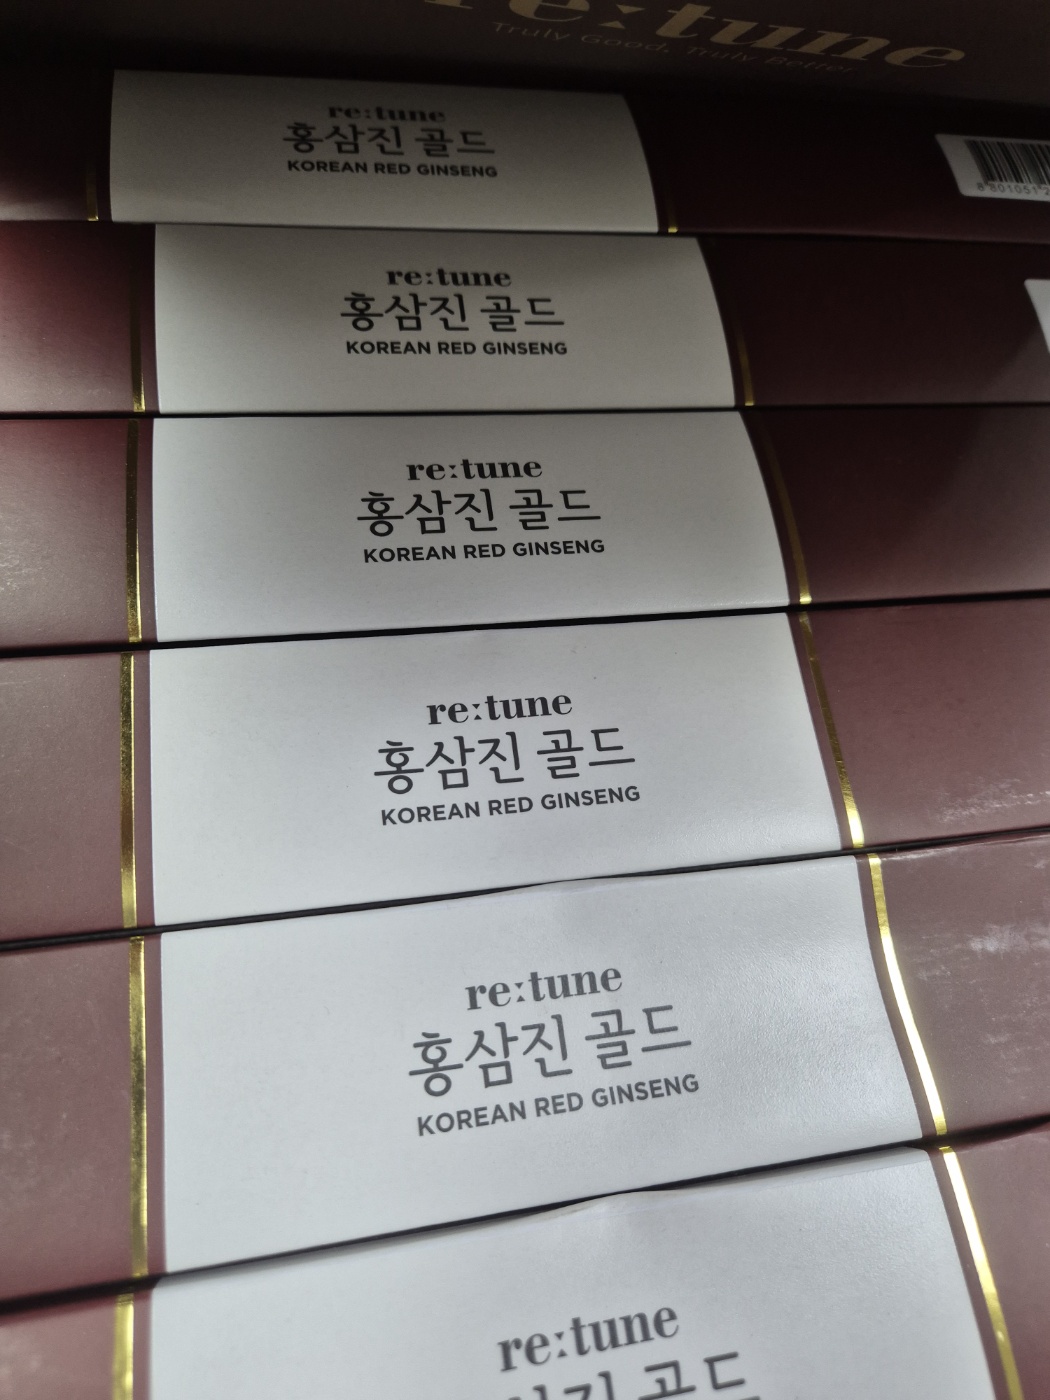 re:tune
Truly Good, Truly Better
re:tune
홍삼진 골드
KOREAN RED GINSENG
8 801051 2
re:tune
홍삼진 골드
KOREAN RED GINSENG
re:tune
홍삼진 골드
KOREAN RED GINSENG
re:tune
홍삼진 골드
KOREAN RED GINSENG
re:tune
홍삼진 골드
KOREAN RED GINSENG
re:tune